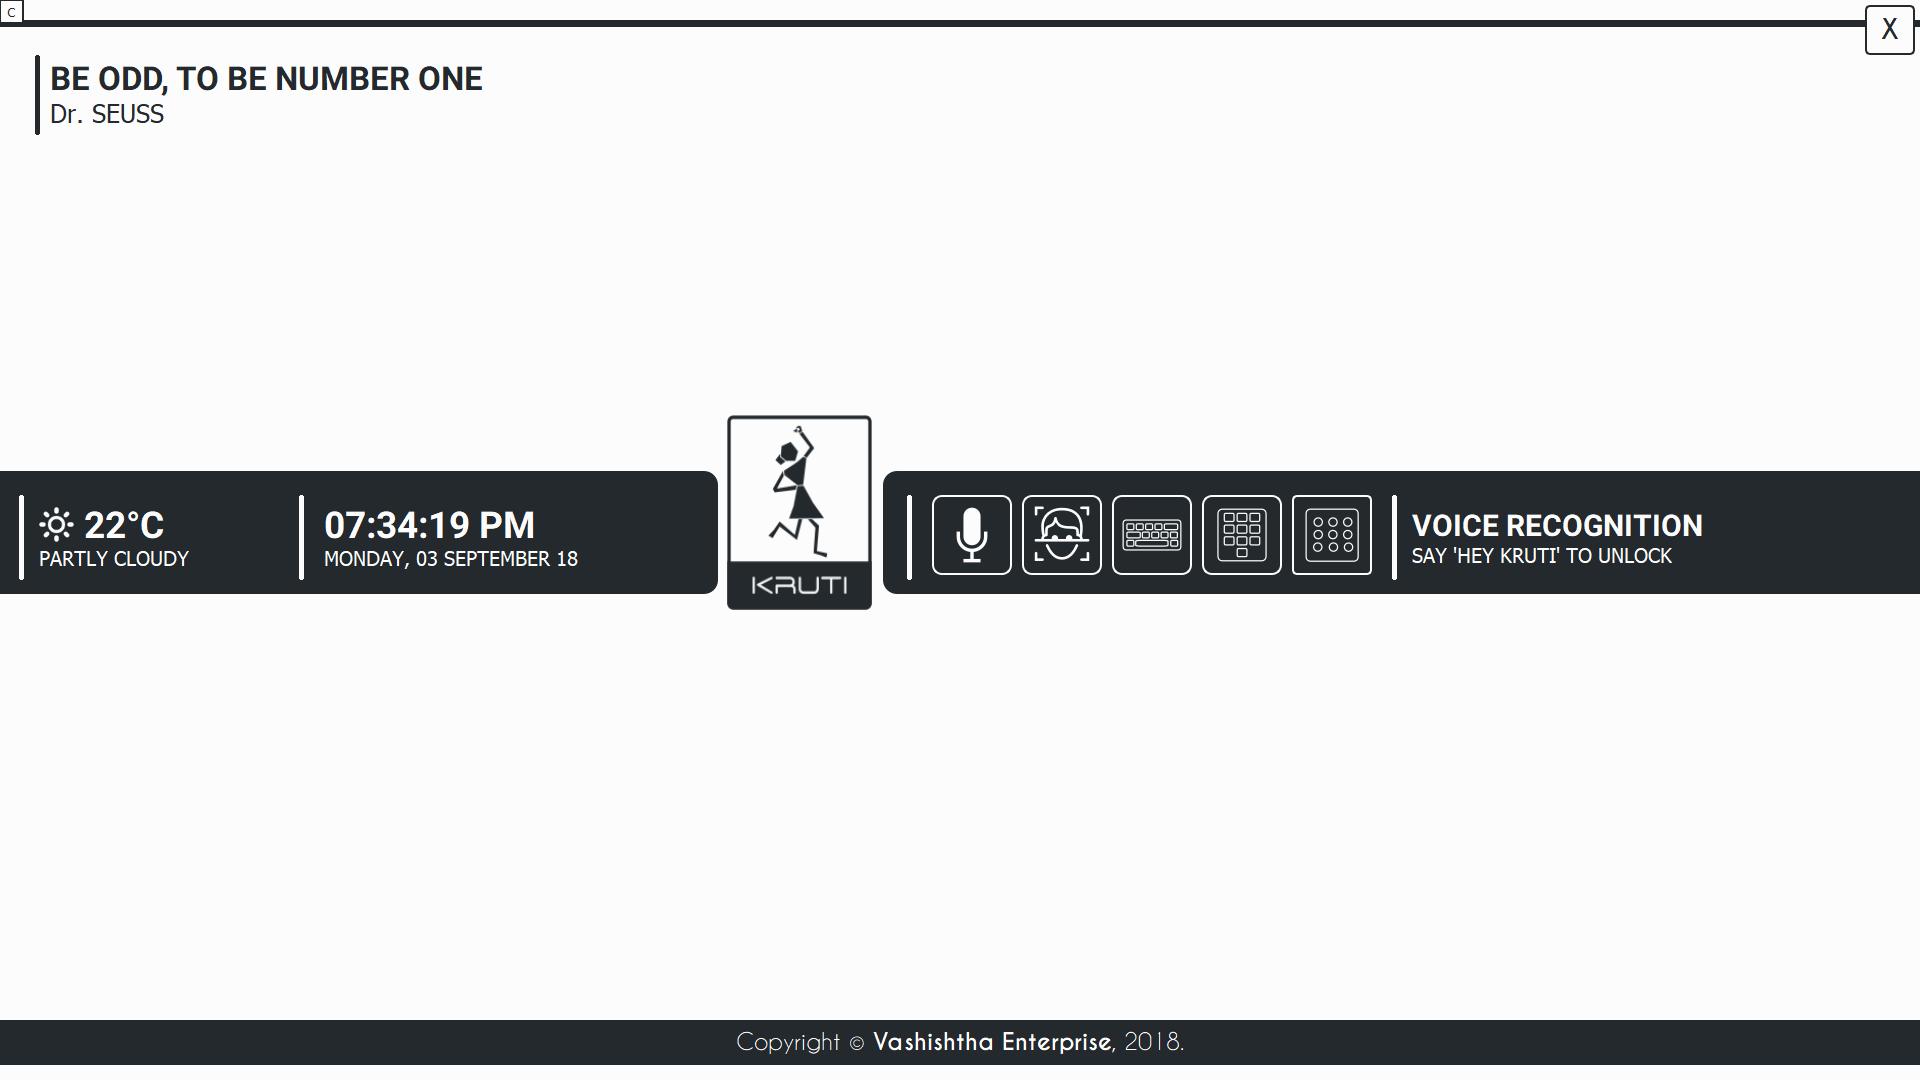 C
X
BE ODD, TO BE NUMBER ONE
Dr. SEUSS
22°C
PARTLY CLOUDY
07:34:19 PM
MONDAY, 03 SEPTEMBER 18
KRUTI
VOICE RECOGNITION
SAY 'HEY KRUTI' TO UNLOCK
Copyright © Vashishtha Enterprise, 2018.